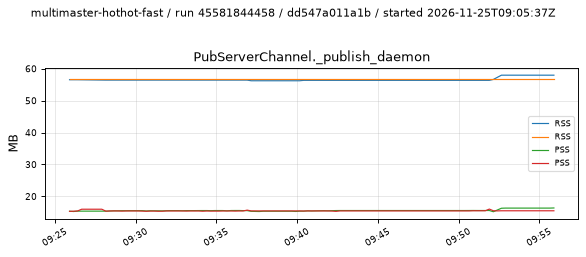 multimaster-hothot-fast / run 45581844458 / dd547a011a1b / started 2026-11-25T09:05:37Z
PubServerChannel._publish_daemon
60
50
40
30
20
MB
RSS
RSS
PSS
PSS
09:25
09:30
09:35
09:40
09:45
09:50
09:55